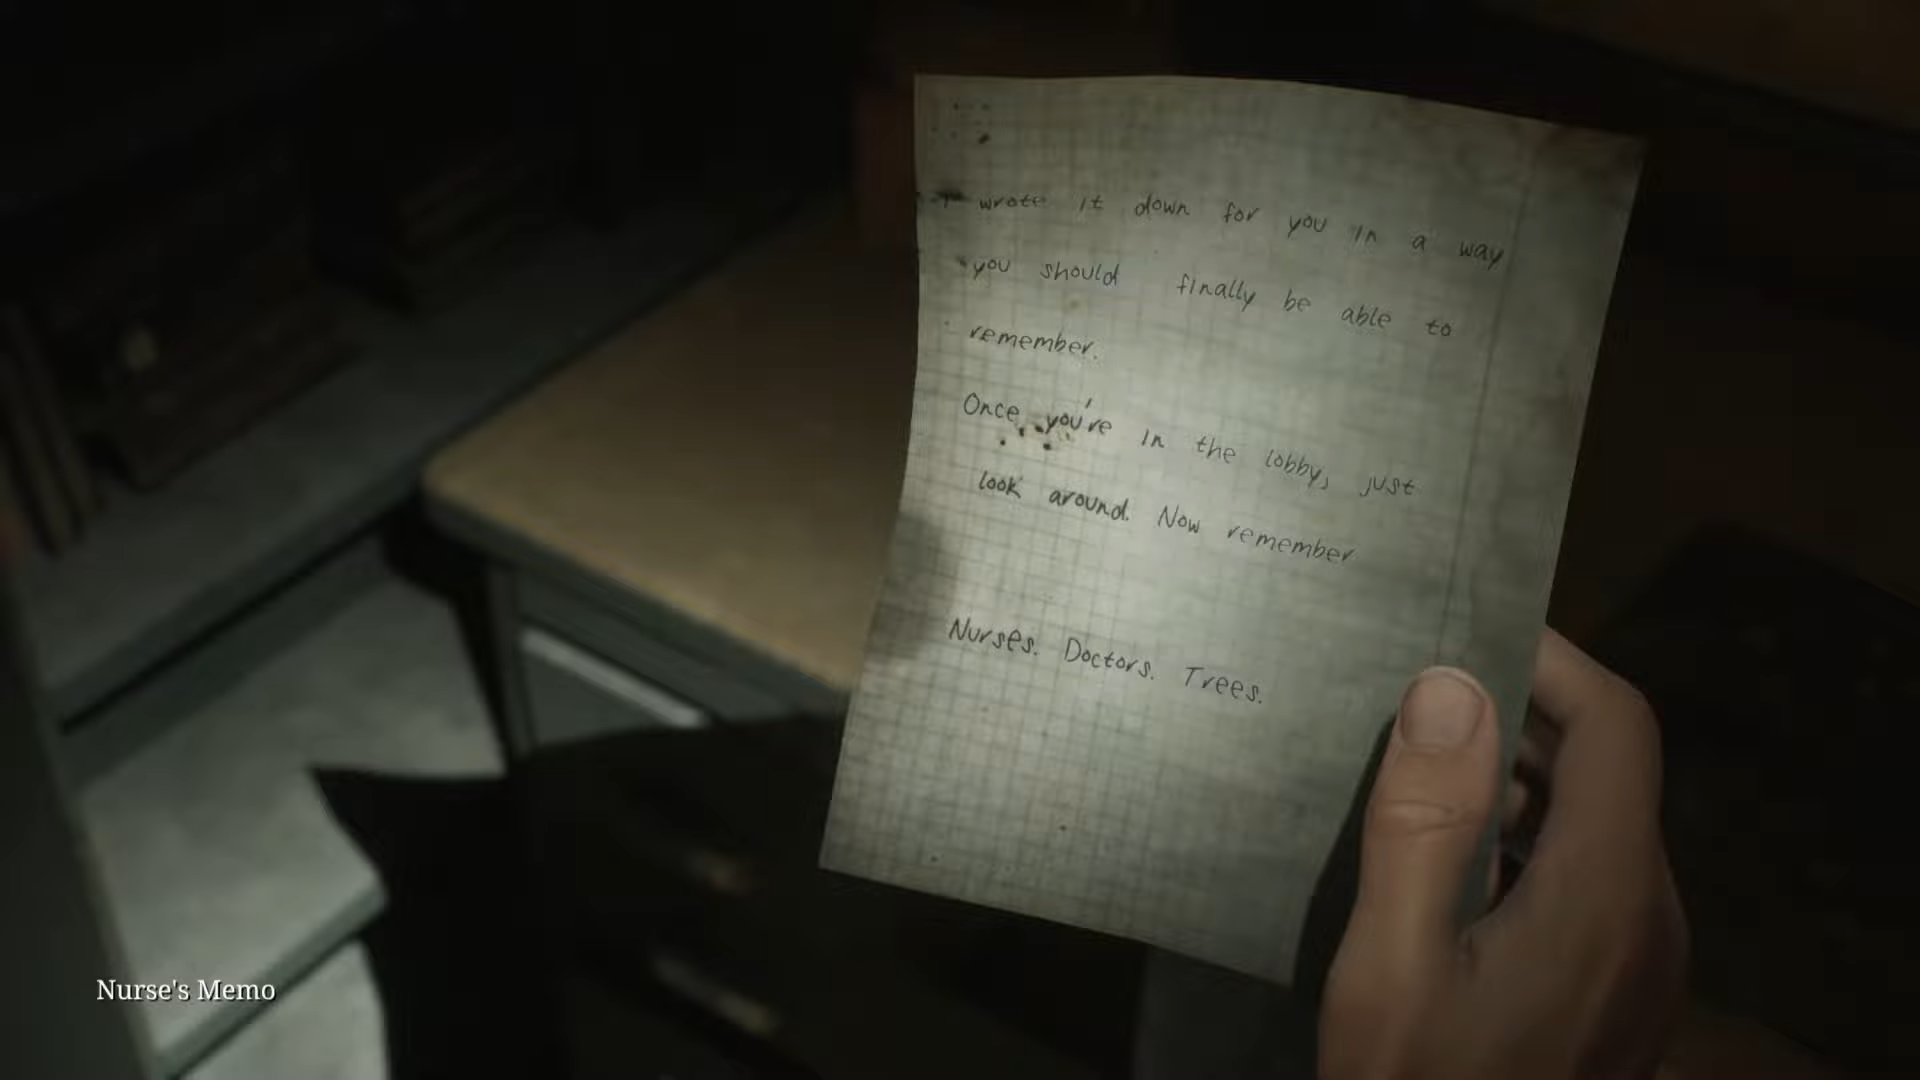 I wrote it down for you in a way
you should finally be able to
remember.
Once you're in the lobby, just
look around. Now remember
Nurses. Doctors. Trees.
Nurse's Memo